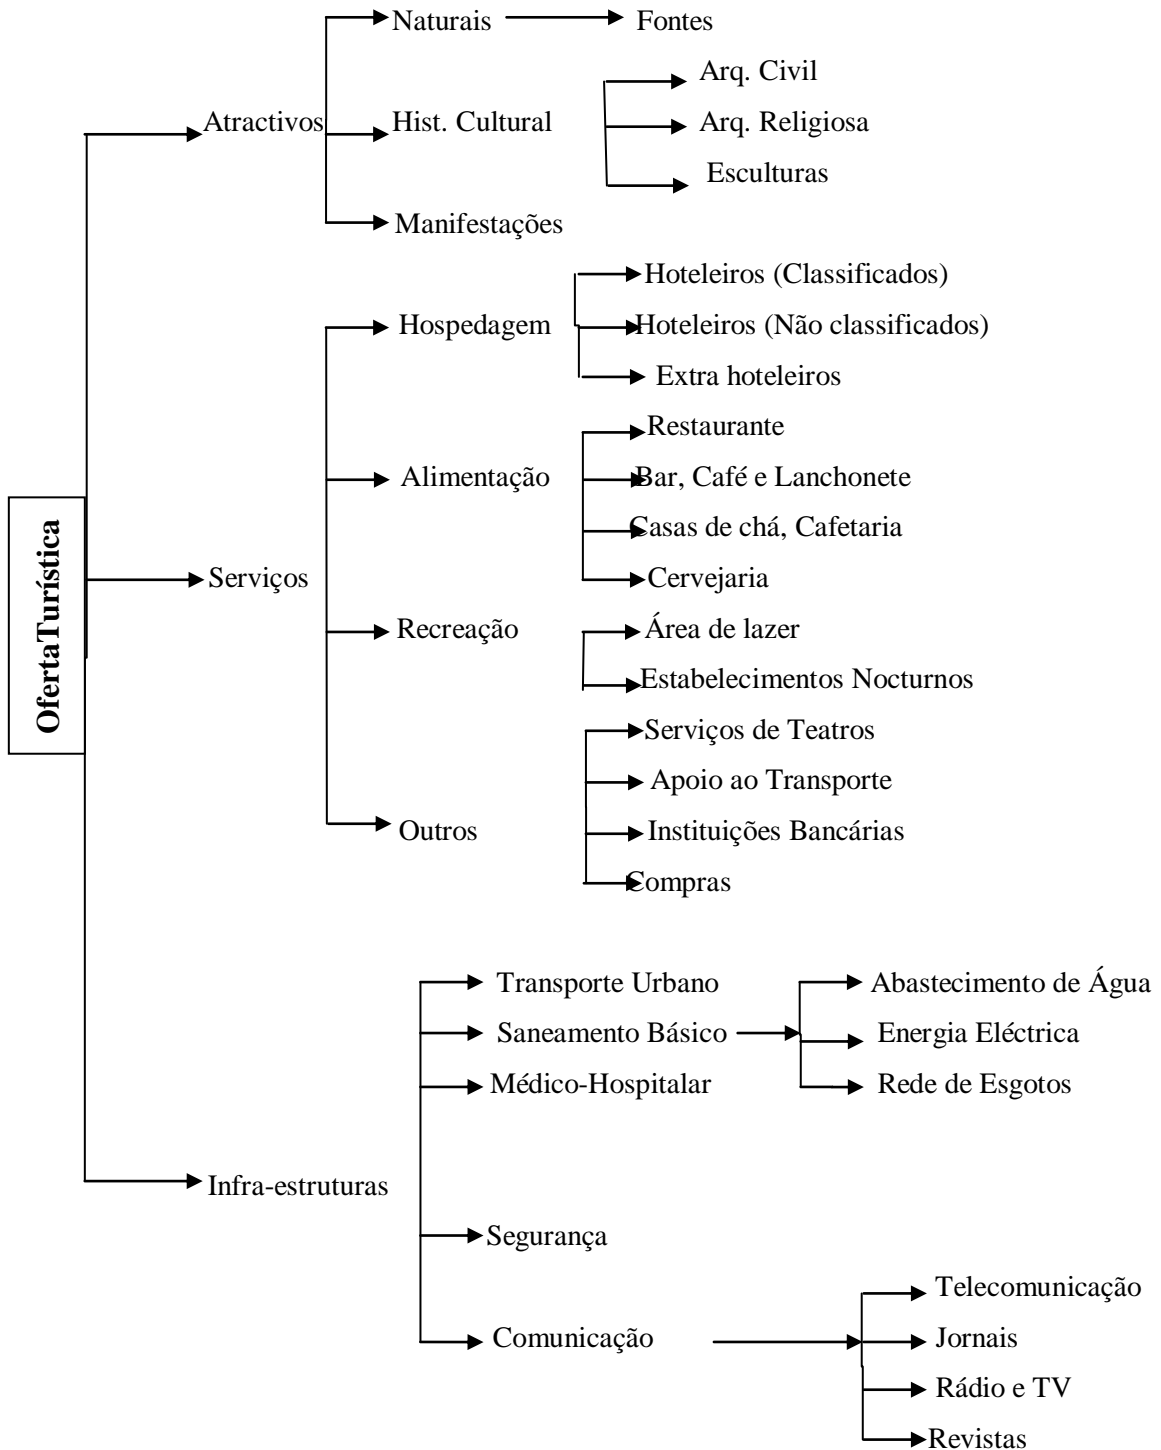 Naturais
Fontes
Arq. Civil
Atractivos
Hist. Cultural
Arq. Religiosa
Esculturas
Manifestações
Hoteleiros (Classificados)
Hospedagem
Hoteleiros (Não classificados)
Extra hoteleiros
Restaurante
Alimentação
Bar, Café e Lanchonete
Casas de chá, Cafetaria
OfertaTurística
Serviços
Cervejaria
Recreação
Área de lazer
Estabelecimentos Nocturnos
Serviços de Teatros
Apoio ao Transporte
Outros
Instituições Bancárias
Compras
Transporte Urbano
Abastecimento de Água
Saneamento Básico
Energia Eléctrica
Médico-Hospitalar
Rede de Esgotos
Infra-estruturas
Segurança
Telecomunicação
Comunicação
Jornais
Rádio e TV
Revistas